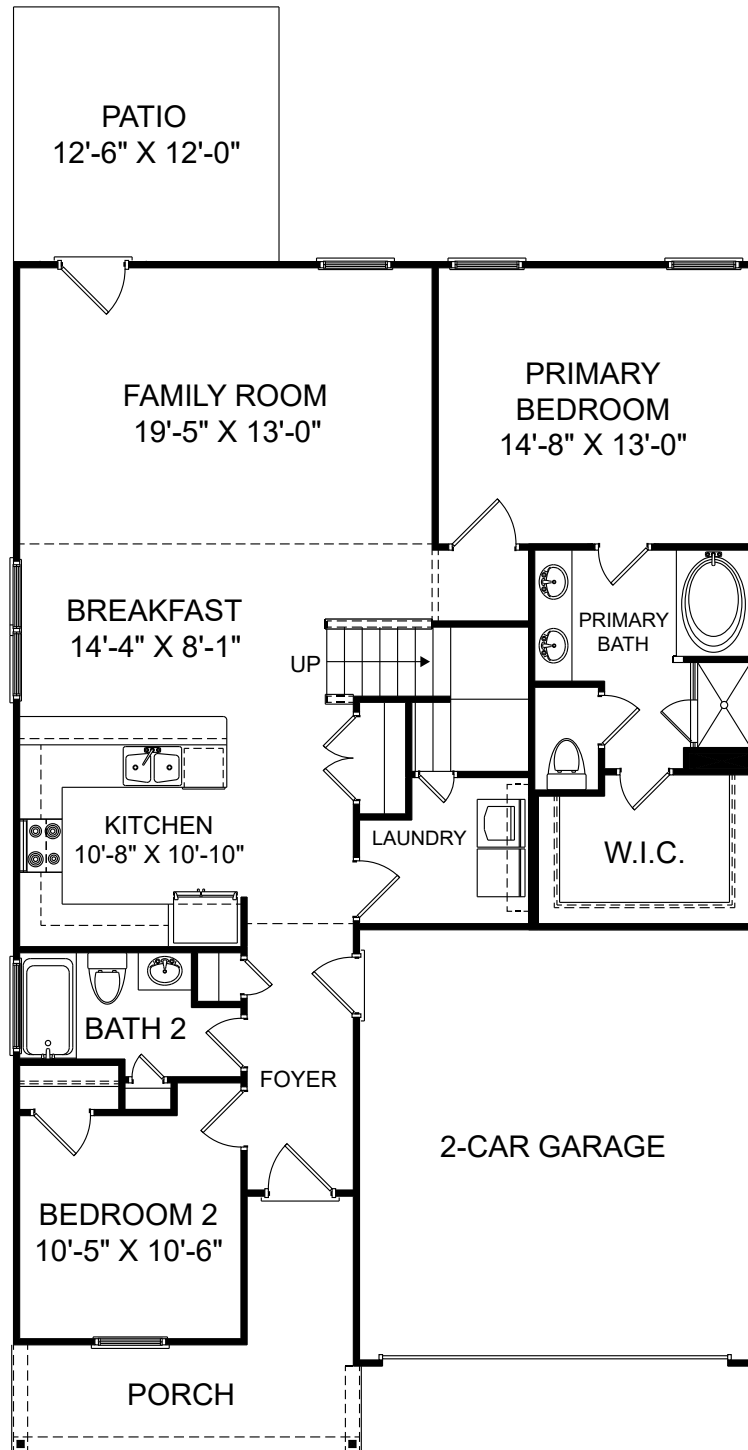 PATIO
12'-6" X 12'-0"
FAMILY ROOM
19'-5" X 13'-0"
PRIMARY
BEDROOM
14'-8" X 13'-0"
BREAKFAST
14'-4" X 8'-1"
UP
PRIMARY
BATH
KITCHEN
10'-8" X 10'-10"
LAUNDRY
W.I.C.
BATH 2
FOYER
2-CAR GARAGE
BEDROOM 2
10'-5" X 10'-6"
PORCH